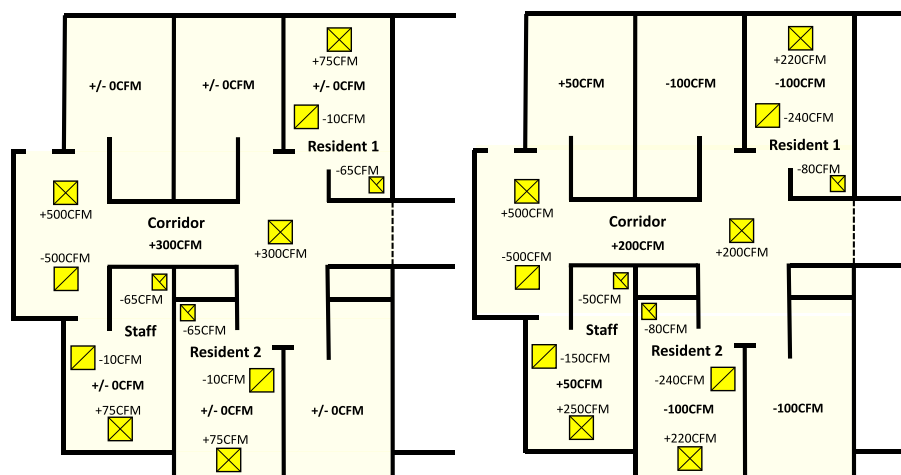 +75CFM
+/- 0CFM
+/- 0CFM
+/- 0CFM
-10CFM
Resident 1
-65CFM
+500CFM
Corridor
+300CFM
+300CFM
-500CFM
-65CFM
-65CFM
Staff
Resident 2
-10CFM
-10CFM
+/- 0CFM
+/- 0CFM
+/- 0CFM
+75CFM
+75CFM
+220CFM
+50CFM
-100CFM
-100CFM
-240CFM
Resident 1
-80CFM
+500CFM
Corridor
+200CFM
+200CFM
-500CFM
-50CFM
-80CFM
Staff
Resident 2
-150CFM
-240CFM
+50CFM
-100CFM
-100CFM
+250CFM
+220CFM